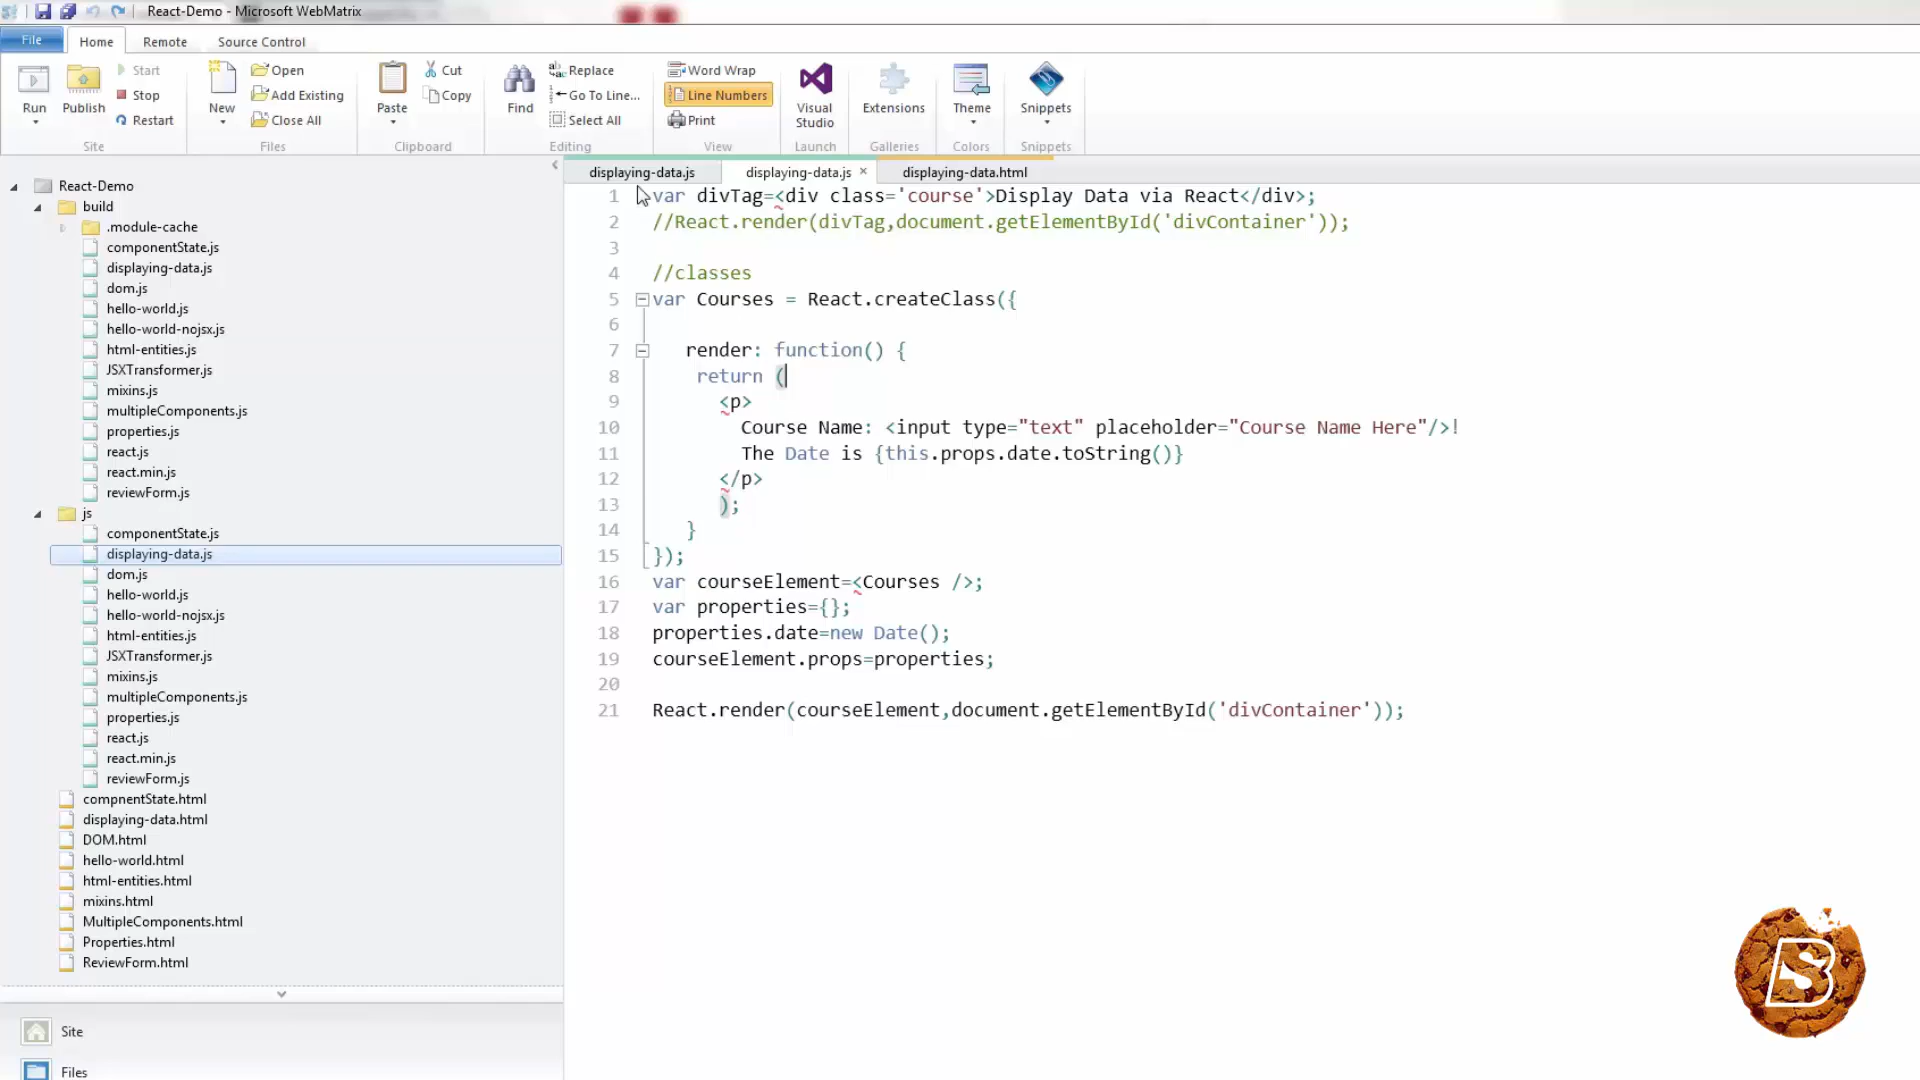 React-Demo - Microsoft WebMatrix
File Home Remote Source Control
Run
Publish
Start
Stop
Restart
Site
New
Open
Add Existing
Close All
Files
Paste
Cut
Copy
Clipboard
Find
Replace
Go To Line...
Select All
Editing
Word Wrap
Line Numbers
Print
View
Visual
Studio
Launch
Extensions
Galleries
Theme
Colors
Snippets
Snippets
React-Demo
build
.module-cache
componentState.js
displaying-data.js
dom.js
hello-world.js
hello-world-nojsx.js
html-entities.js
JSXTransformer.js
mixins.js
multipleComponents.js
properties.js
react.js
react.min.js
reviewForm.js
js
componentState.js
displaying-data.js
dom.js
hello-world.js
hello-world-nojsx.js
html-entities.js
JSXTransformer.js
mixins.js
multipleComponents.js
properties.js
react.js
react.min.js
reviewForm.js
compnentState.html
displaying-data.html
DOM.html
hello-world.html
html-entities.html
mixins.html
MultipleComponents.html
Properties.html
ReviewForm.html
Site
Files
displaying-data.js displaying-data.js × displaying-data.html
1 var divTag=<div class='course'>Display Data via React</div>;
2 //React.render(divTag,document.getElementById('divContainer'));
3
4 //classes
5 var Courses = React.createClass({
6
7 render: function() {
8 return (
9 <p>
10 Course Name: <input type="text" placeholder="Course Name Here"/>!
11 The Date is {this.props.date.toString()}
12 </p>
13 );
14 }
15 });
16 var courseElement=<Courses />;
17 var properties={};
18 properties.date=new Date();
19 courseElement.props=properties;
20
21 React.render(courseElement,document.getElementById('divContainer'));